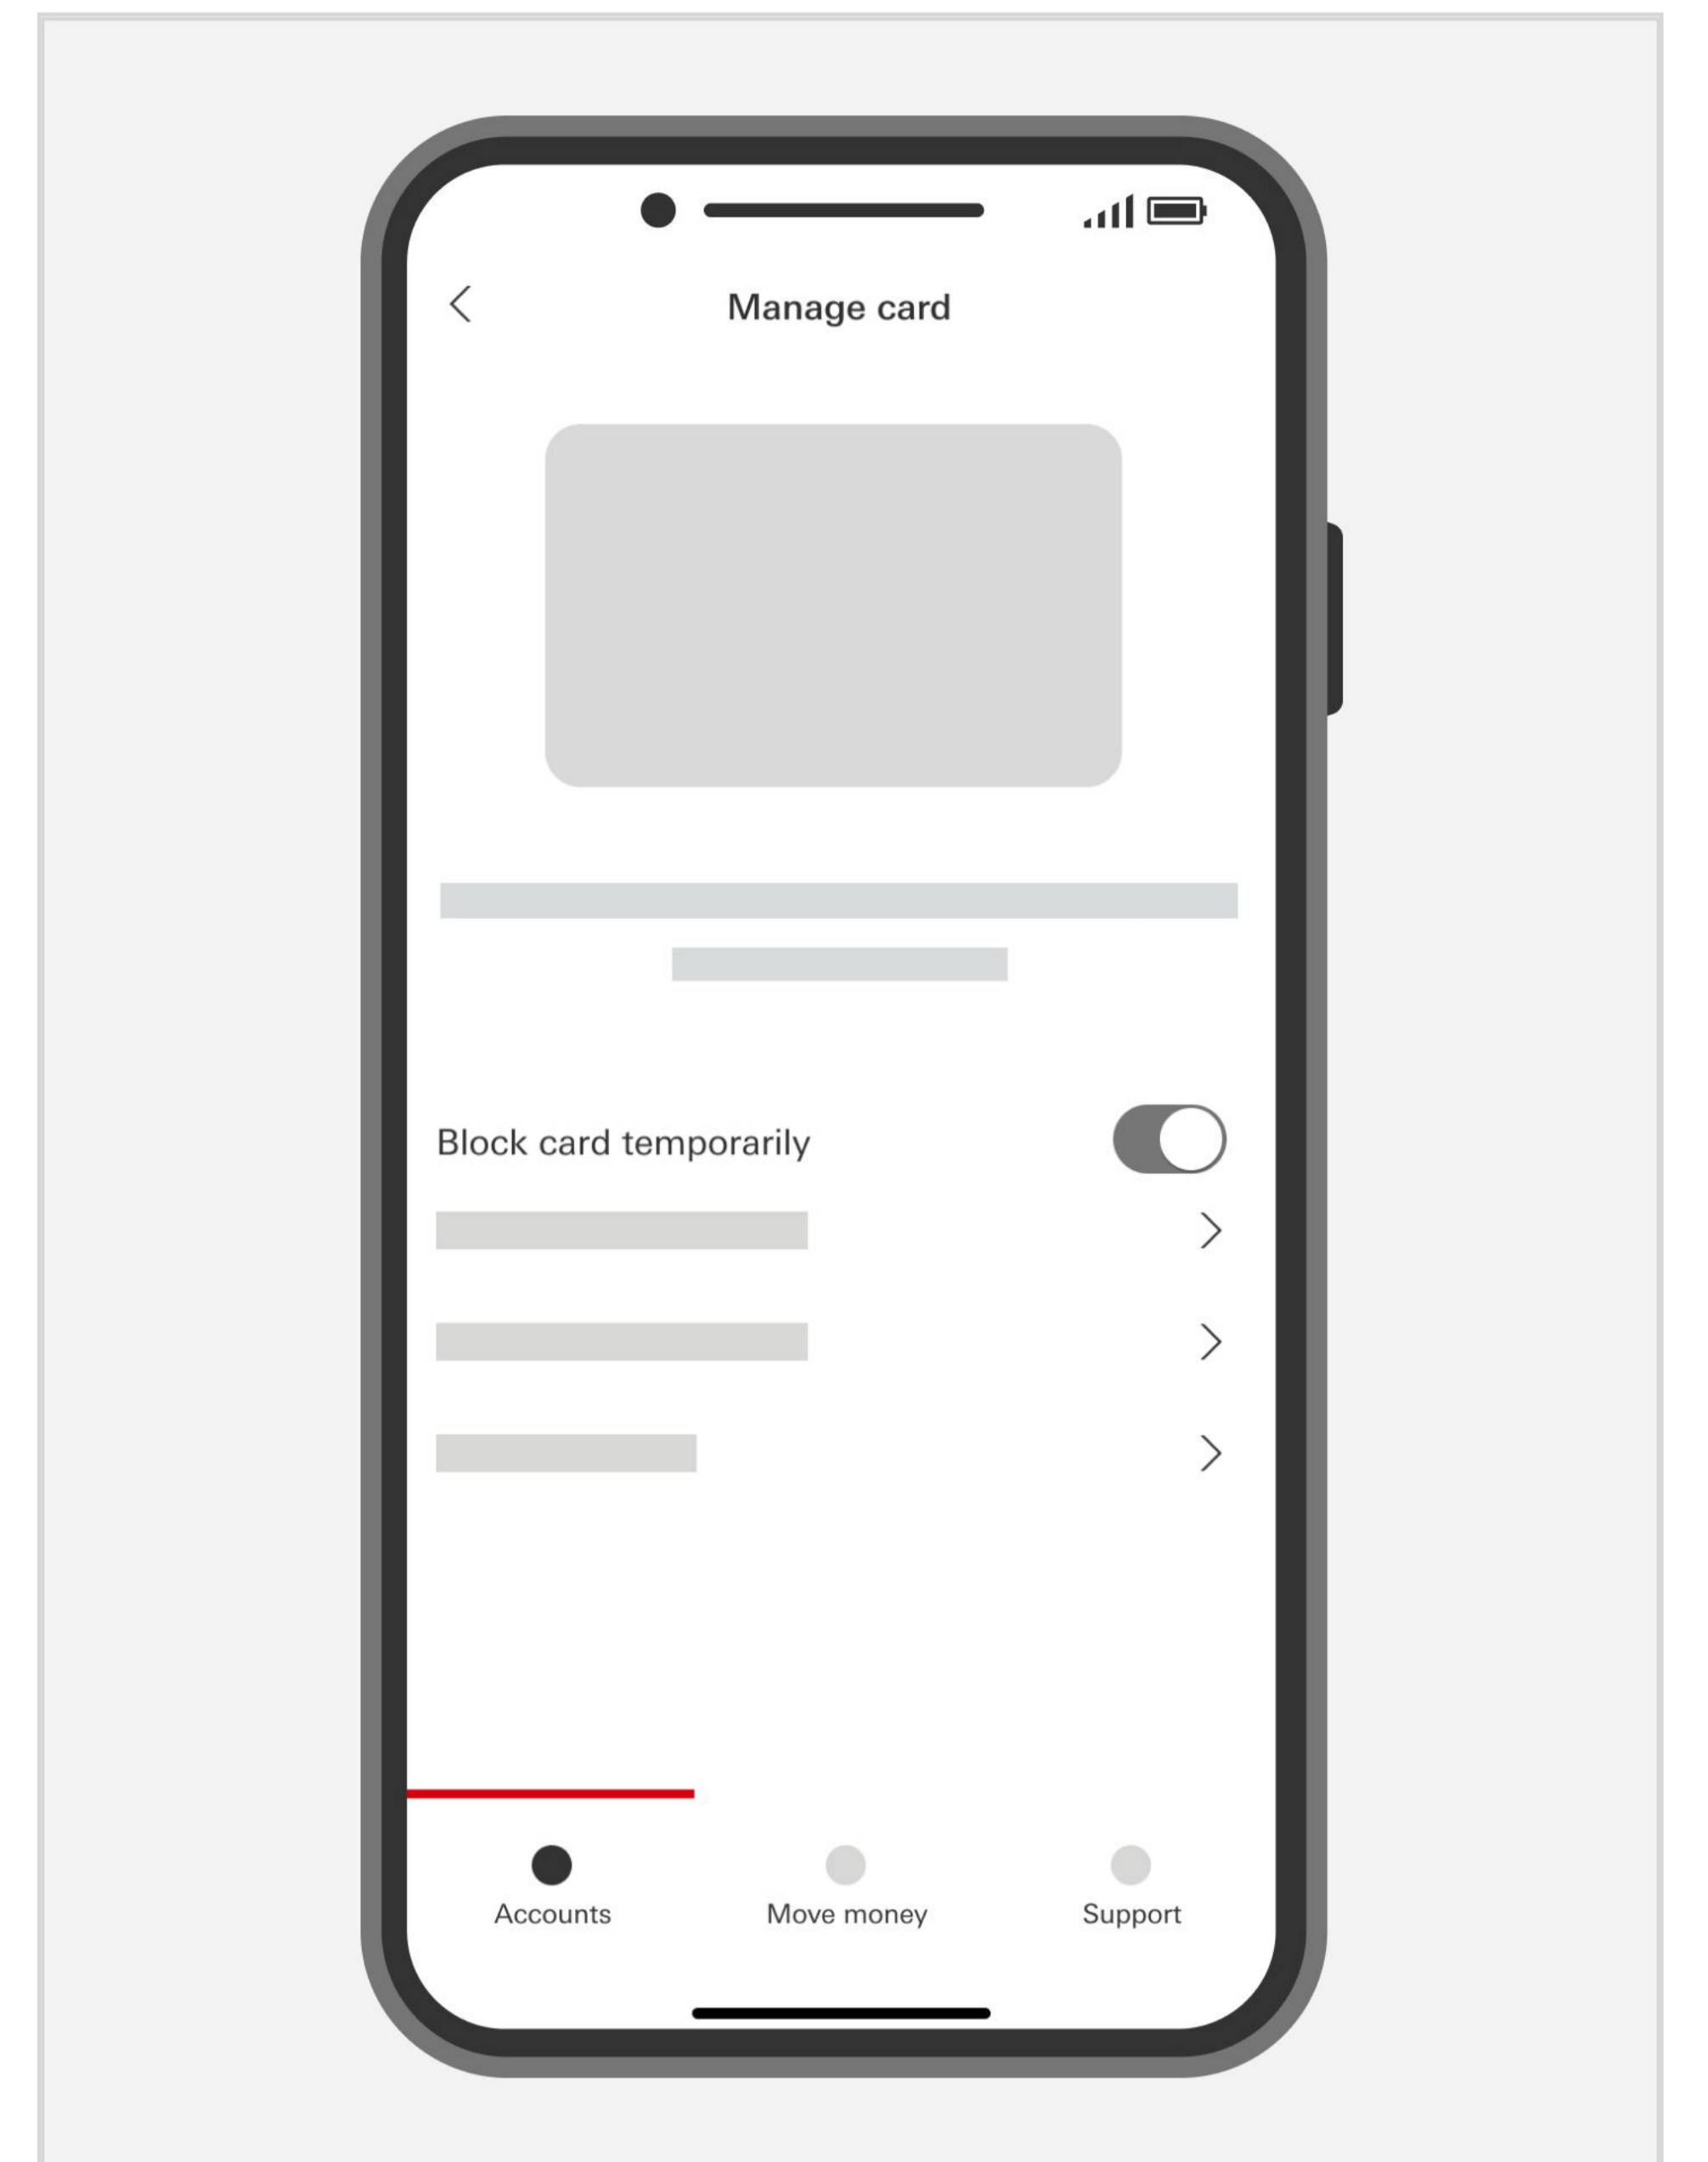 Manage card
Block card temporarily
Accounts
Move money
Support